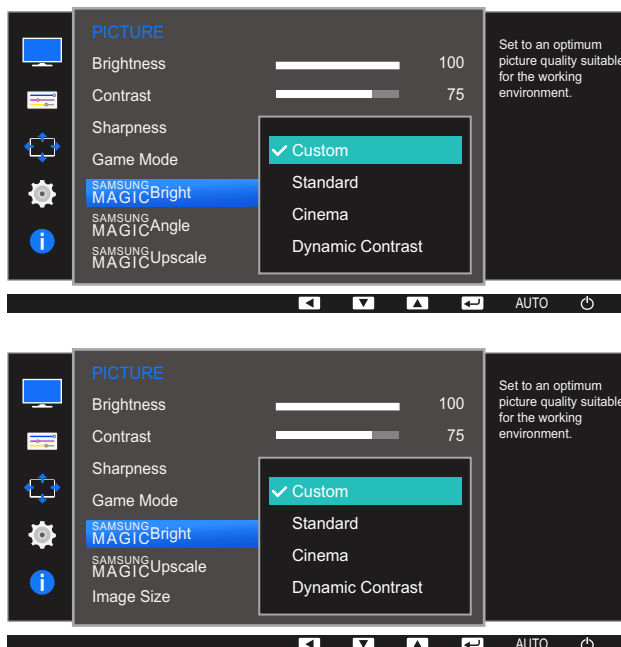 PICTURE
Brightness 100
Contrast 75
Sharpness
Game Mode
SAMSUNG
MAGICBright
SAMSUNG
MAGICAngle
SAMSUNG
MAGICUpscale
Custom
Standard
Cinema
Dynamic Contrast
Set to an optimum
picture quality suitable
for the working
environment.
AUTO
PICTURE
Brightness 100
Contrast 75
Sharpness
Game Mode
SAMSUNG
MAGICBright
SAMSUNG
MAGICUpscale
Image Size
Custom
Standard
Cinema
Dynamic Contrast
Set to an optimum
picture quality suitable
for the working
environment.
AUTO